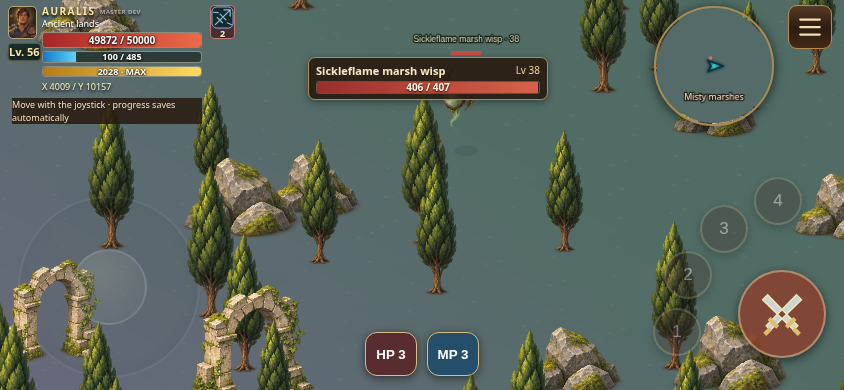 AURALIS MASTER DEV
Ancient lands
Lv. 56
49872 / 50000
100 / 485
2028 · MAX
X 4009 / Y 10157
Move with the joystick · progress saves
automatically
2
Sickleflame marsh wisp · 38
Sickleflame marsh wisp Lv 38
406 / 407
Misty marshes
4
3
2
1
HP 3
MP 3